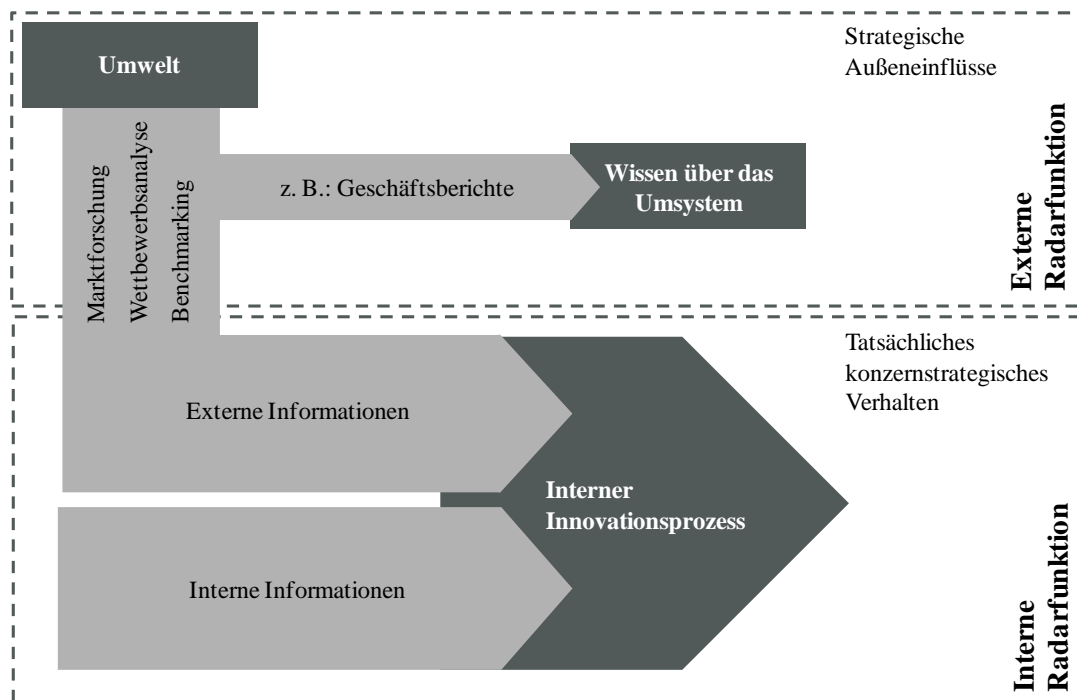 Umwelt
Strategische
Außeneinflüsse
Marktforschung
Wettbewerbsanalyse
Benchmarking
z. B.: Geschäftsberichte
Wissen über das
Umsystem
Externe
Radarfunktion
Tatsächliches
konzernstrategisches
Verhalten
Externe Informationen
Interner
Innovationsprozess
Interne Informationen
Interne
Radarfunktion